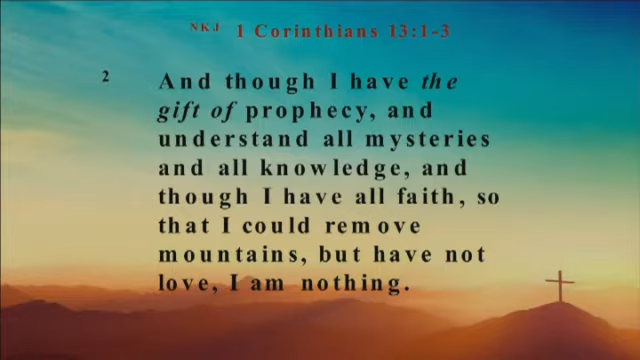 NKJ 1 Corinthians 13:1-3
2 And though I have the
gift of prophecy, and
understand all mysteries
and all knowledge, and
though I have all faith, so
that I could remove
mountains, but have not
love, I am nothing.